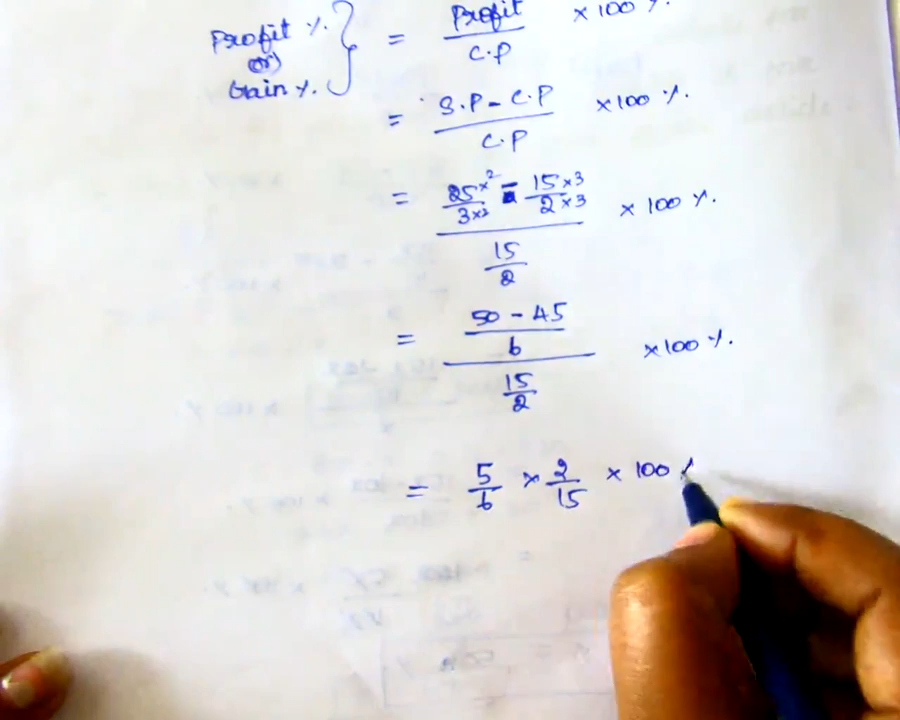 Profit %. (or) Gain %. } = Profit / C.P × 100 %.
= S.P - C.P / C.P × 100 %.
= 25×2 / 3×2 - 15×3 / 2×3 / 15 / 2 × 100 %.
= 50 - 45 / 6 / 15 / 2 × 100 %.
= 5 / 6 × 2 / 15 × 100